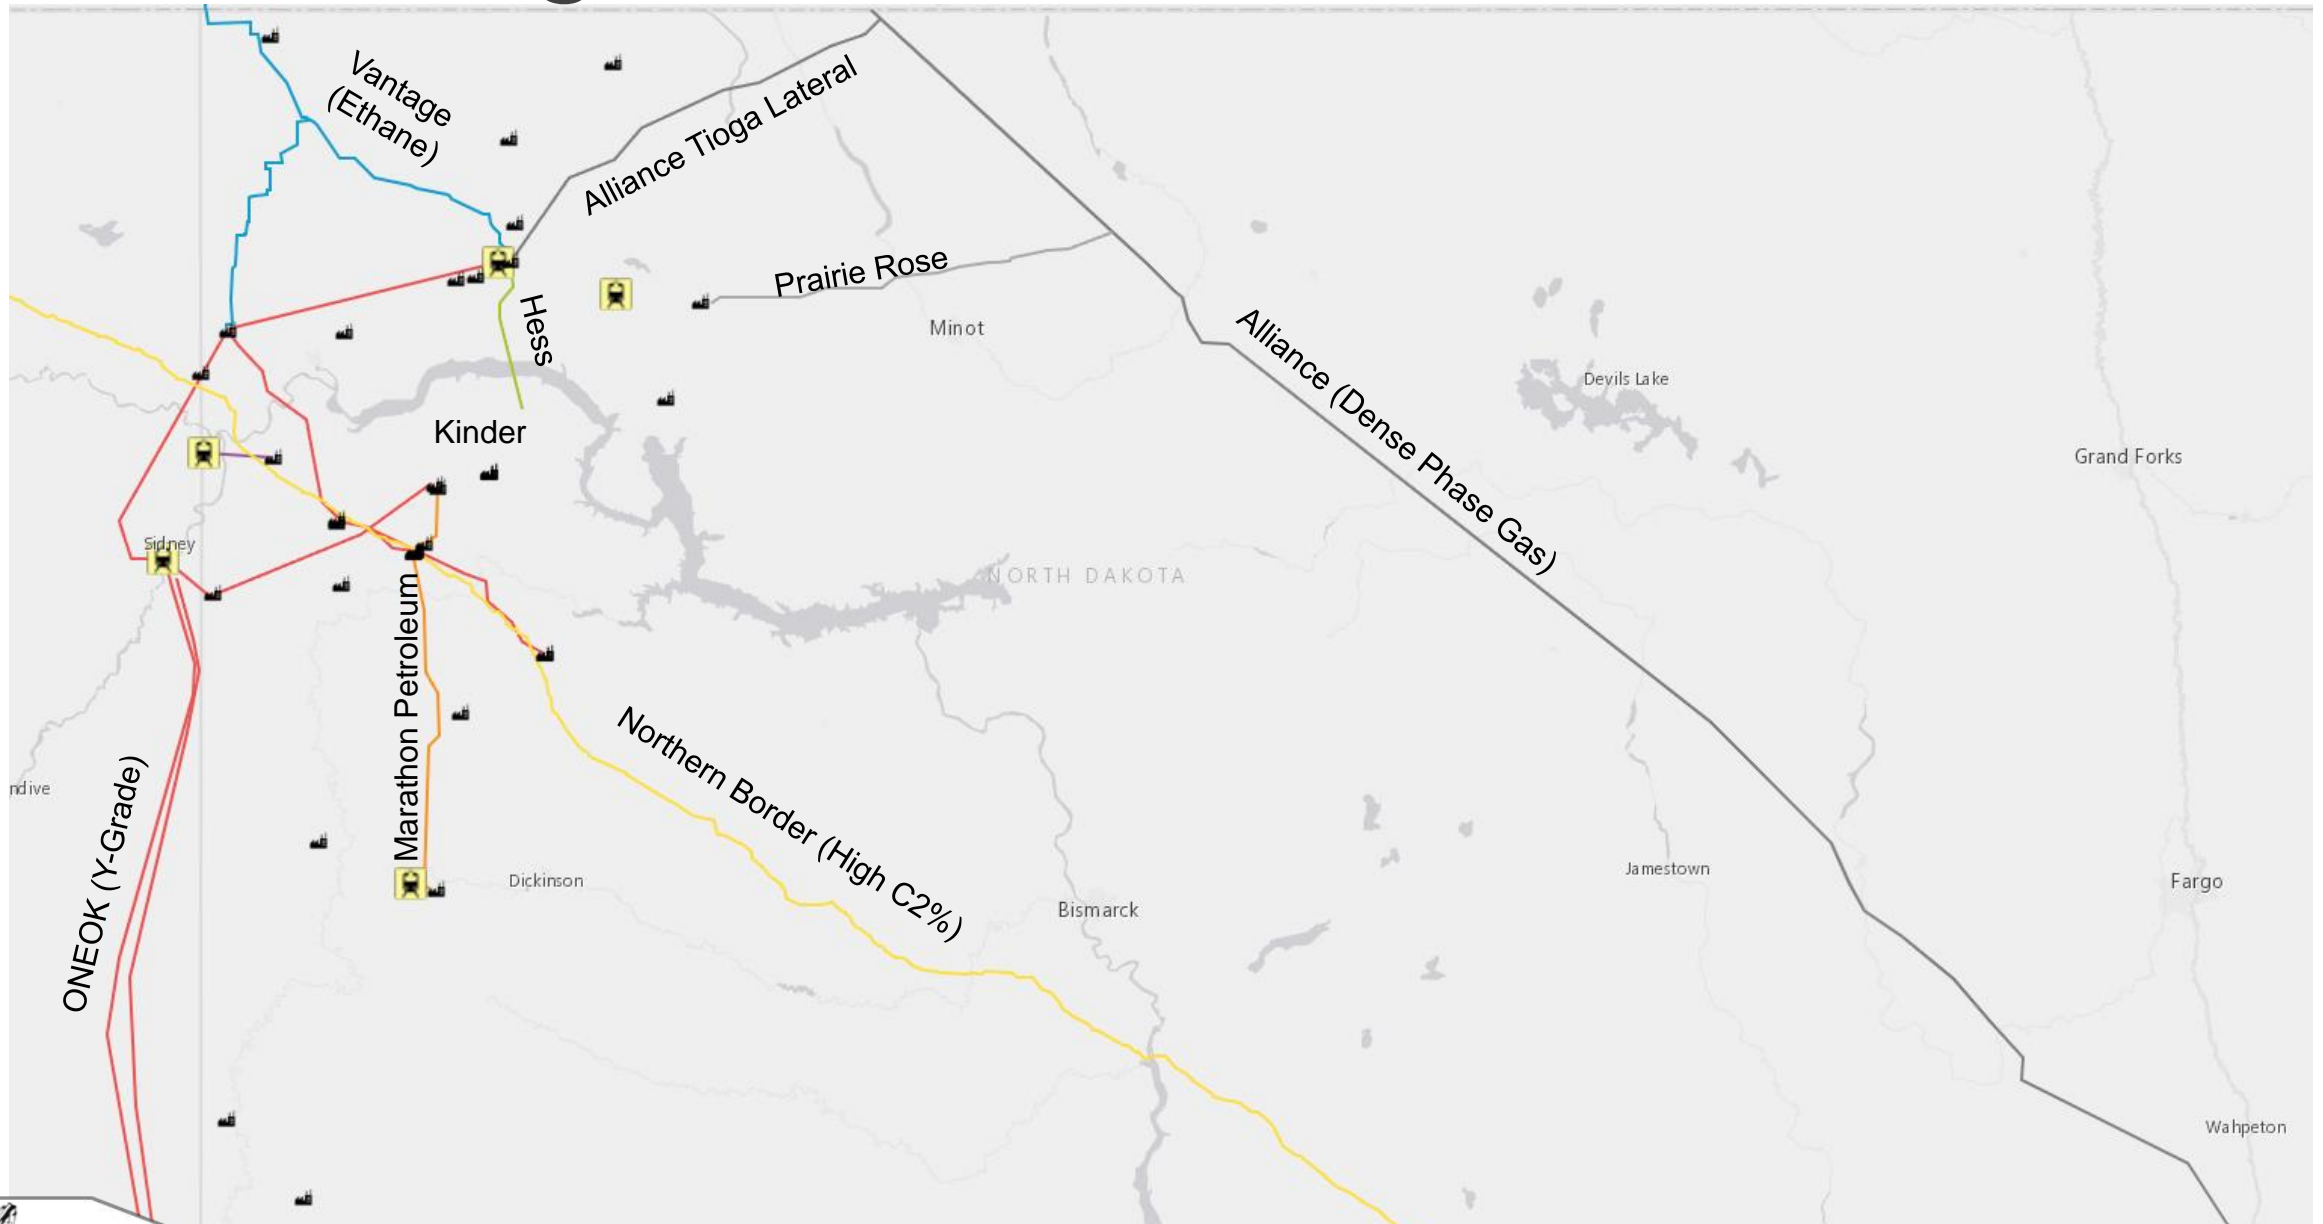 Vantage
(Ethane)
Alliance Tioga Lateral
Prairie Rose
Hess
Minot
Alliance (Dense Phase Gas)
Devils Lake
Kinder
Grand Forks
Sidney
NORTH DAKOTA
Marathon Petroleum
Northern Border (High C2%)
ndive
ONEOK (Y-Grade)
Dickinson
Jamestown
Fargo
Bismarck
Wahpeton